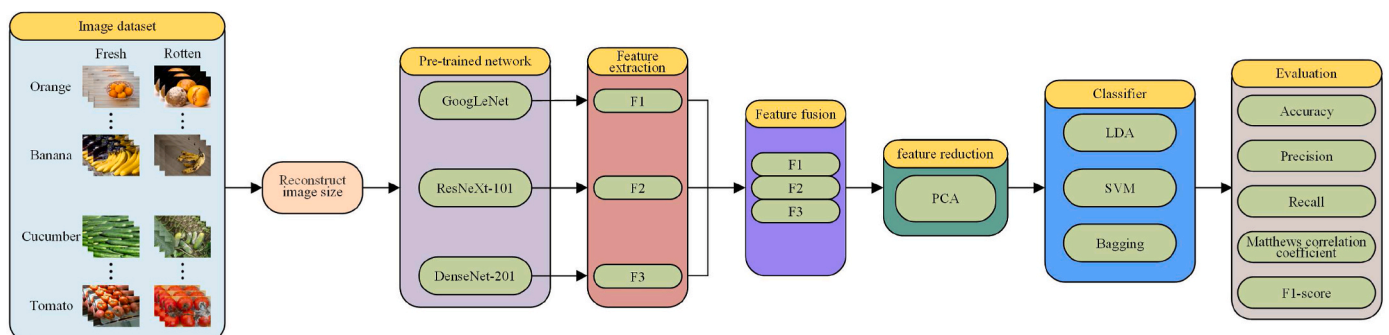 Image dataset
Fresh
Rotten
Orange
Banana
Cucumber
Tomato
Reconstruct
image size
Pre-trained network
GoogLeNet
ResNeXt-101
DenseNet-201
Feature
extraction
F1
F2
F3
Feature fusion
F1
F2
F3
feature reduction
PCA
Classifier
LDA
SVM
Bagging
Evaluation
Accuracy
Precision
Recall
Matthews correlation
coefficient
F1-score